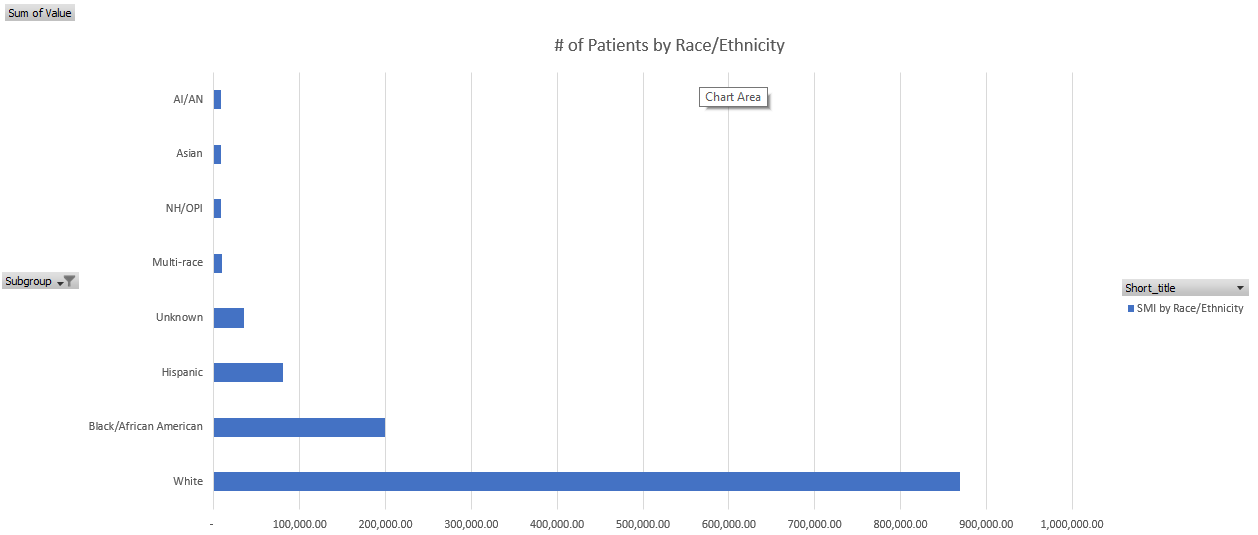 Sum of Value
# of Patients by Race/Ethnicity
Chart Area
AI/AN
Asian
NH/OPI
Multi-race
Subgroup
Unknown
Hispanic
Black/African American
White
Short_title
SMI by Race/Ethnicity
- 100,000.00 200,000.00 300,000.00 400,000.00 500,000.00 600,000.00 700,000.00 800,000.00 900,000.00 1,000,000.00